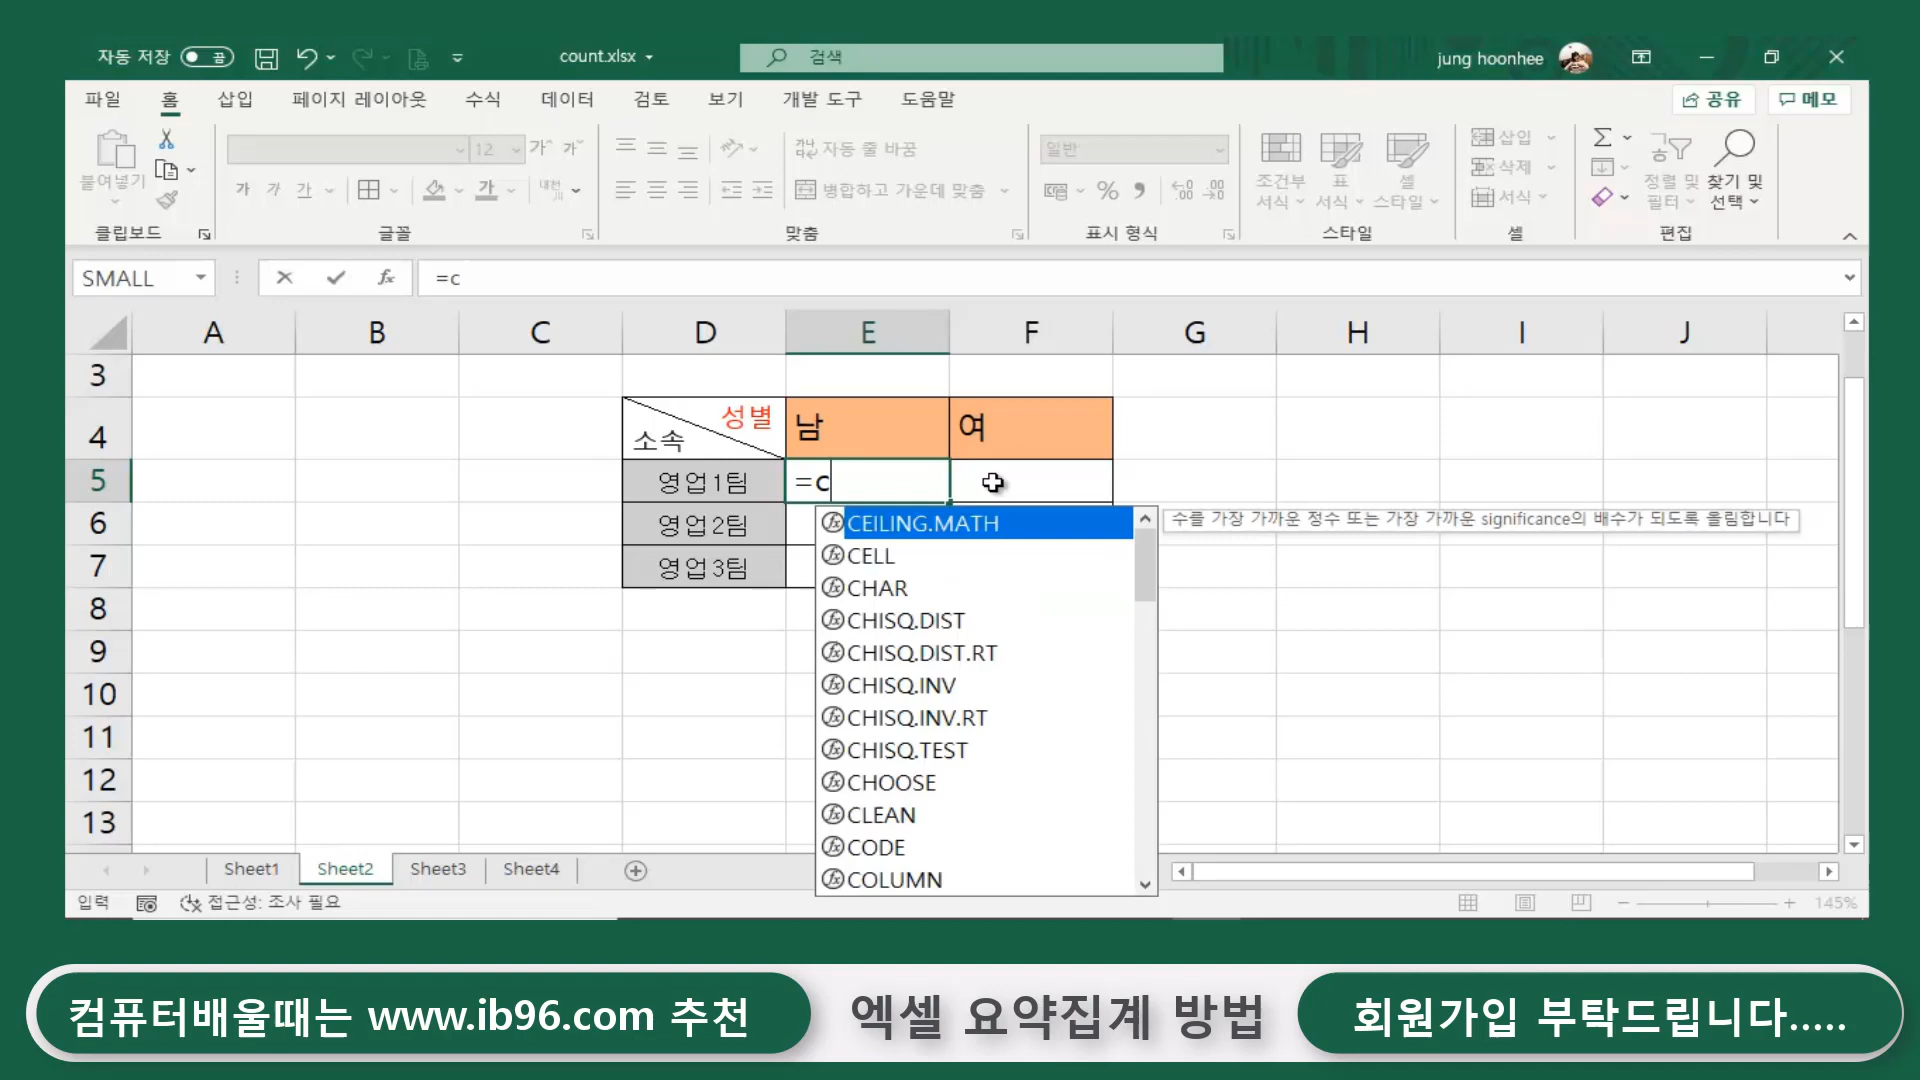 자동 저장 끔 count.xlsx 검색 jung hoonhee
파일 홈 삽입 페이지 레이아웃 수식 데이터 검토 보기 개발 도구 도움말 공유 메모
붙여넣기 12 가 가 자동 줄 바꿈 일반 조건부 서식 표 서식 셀 스타일 삽입 삭제 서식 정렬 및 필터 찾기 및 선택
가 가 가 가 병합하고 가운데 맞춤 % 9
클립보드 글꼴 맞춤 표시 형식 스타일 셀 편집
SMALL fx =c
A B C D E F G H I J
3
4 성별 소속 남 여
5 영업1팀 =c
6 영업2팀
7 영업3팀
8
9
10
11
12
13
CEILING.MATH 수를 가장 가까운 정수 또는 가장 가까운 significance의 배수가 되도록 올림합니다
CELL
CHAR
CHISQ.DIST
CHISQ.DIST.RT
CHISQ.INV
CHISQ.INV.RT
CHISQ.TEST
CHOOSE
CLEAN
CODE
COLUMN
Sheet1 Sheet2 Sheet3 Sheet4
입력 접근성: 조사 필요 145%
컴퓨터배울때는 www.ib96.com 추천 엑셀 요약집계 방법 회원가입 부탁드립니다.....